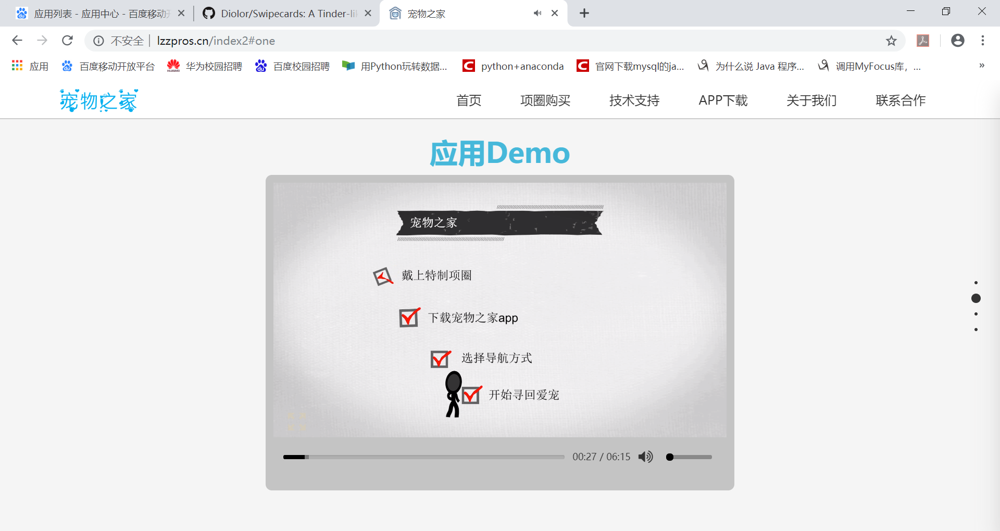 应用列表 - 应用中心 - 百度移动开
Diolor/Swipecards: A Tinder-lik
宠物之家
不安全 | lzzpros.cn/index2#one
应用
百度移动开放平台
华为校园招聘
百度校园招聘
用Python玩转数据...
python+anaconda
官网下载mysql的ja...
为什么说 Java 程序...
调用MyFocus库，...
»
宠物之家
首页
项圈购买
技术支持
APP下载
关于我们
联系合作
应用Demo
宠物之家
戴上特制项圈
下载宠物之家app
选择导航方式
开始寻回爱宠
00:27 / 06:15